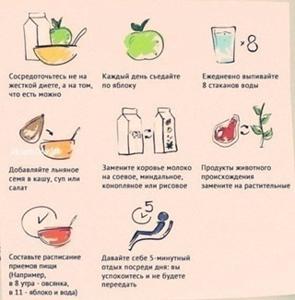 ×8
Сосредоточьтесь не на
жесткой диете, а на том,
что есть можно
Каждый день съедайте
по яблоку
Ежедневно выпивайте
8 стаканов воды
Добавляйте льняное
семя в кашу, суп или
салат
Замените коровье молоко
на соевое, миндальное,
конопляное или рисовое
Продукты животного
происхождения
замените на растительные
5
Составьте расписание
приемов пищи
(Например,
в 8 утра - овсянка,
в 11 - яблоко и вода)
Давайте себе 5-минутный
отдых посреди дня: вы
успокоитесь и не будете
переедать